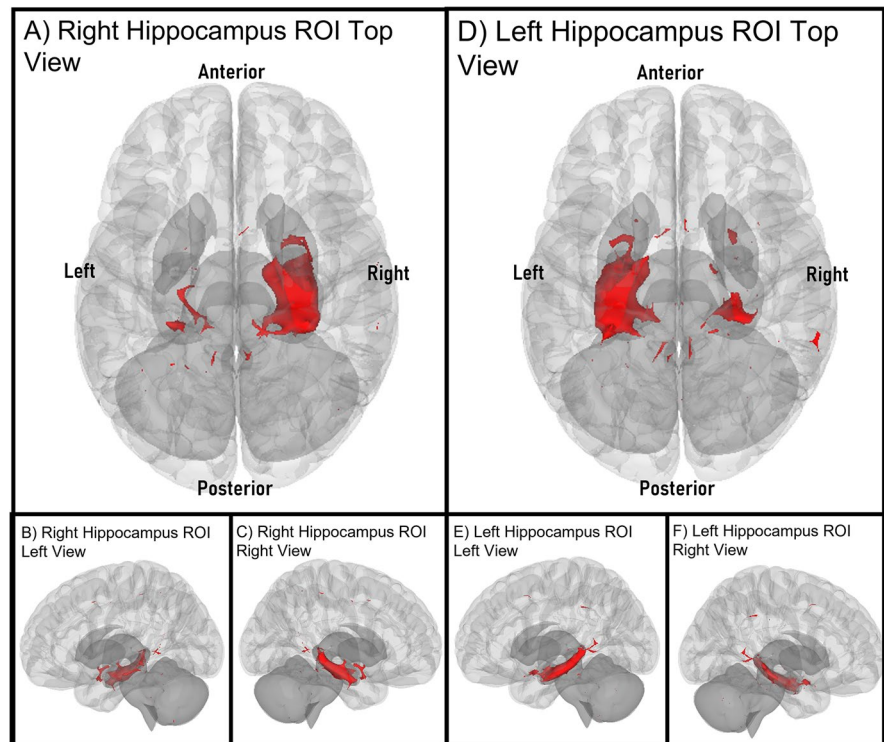 A) Right Hippocampus ROI Top
View
Anterior
Left
Right
Posterior
D) Left Hippocampus ROI Top
View
Anterior
Left
Right
Posterior
B) Right Hippocampus ROI
Left View
C) Right Hippocampus ROI
Right View
E) Left Hippocampus ROI
Left View
F) Left Hippocampus ROI
Right View